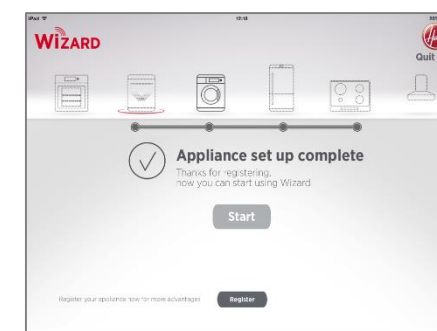 iPad
WiZARD
Quit
Appliance set up complete
Thanks for registering,
now you can start using Wizard
Start
Register your appliance now for more advantages
Register